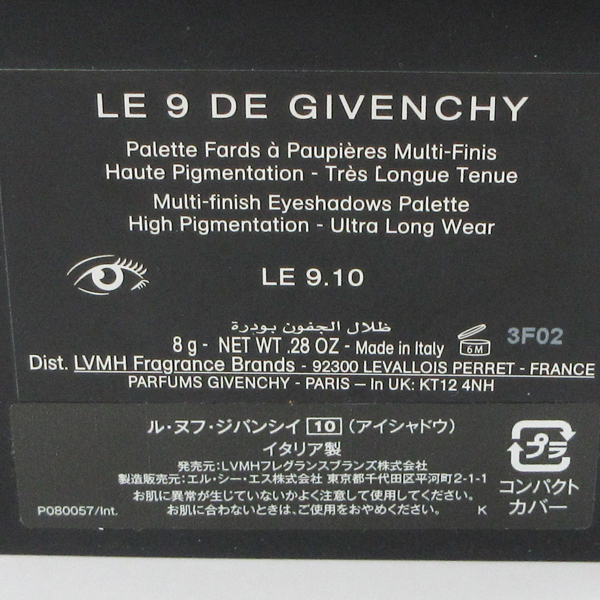 LE 9 DE GIVENCHY
Palette Fards à Paupières Multi-Finis
Haute Pigmentation - Très Longue Tenue
Multi-finish Eyeshadows Palette
High Pigmentation - Ultra Long Wear
LE 9.10
ظلال الجفون بودرة
8 g - NET WT .28 OZ - Made in Italy
6 M
3F02
Dist. LVMH Fragrance Brands - 92300 LEVALLOIS PERRET - FRANCE
PARFUMS GIVENCHY - PARIS – In UK: KT12 4NH
ル・ヌフ・ジバンシイ 10 (アイシャドウ)
イタリア製
発売元:LVMHフレグランスブランズ株式会社
製造販売元:エル・シー・エス株式会社 東京都千代田区平河町2-1-1
お肌に異常が生じていないかよく注意して使用してください。
お肌に合わないときは、ご使用をおやめください。
P080057/Int.
K
プラ
コンパクト
カバー